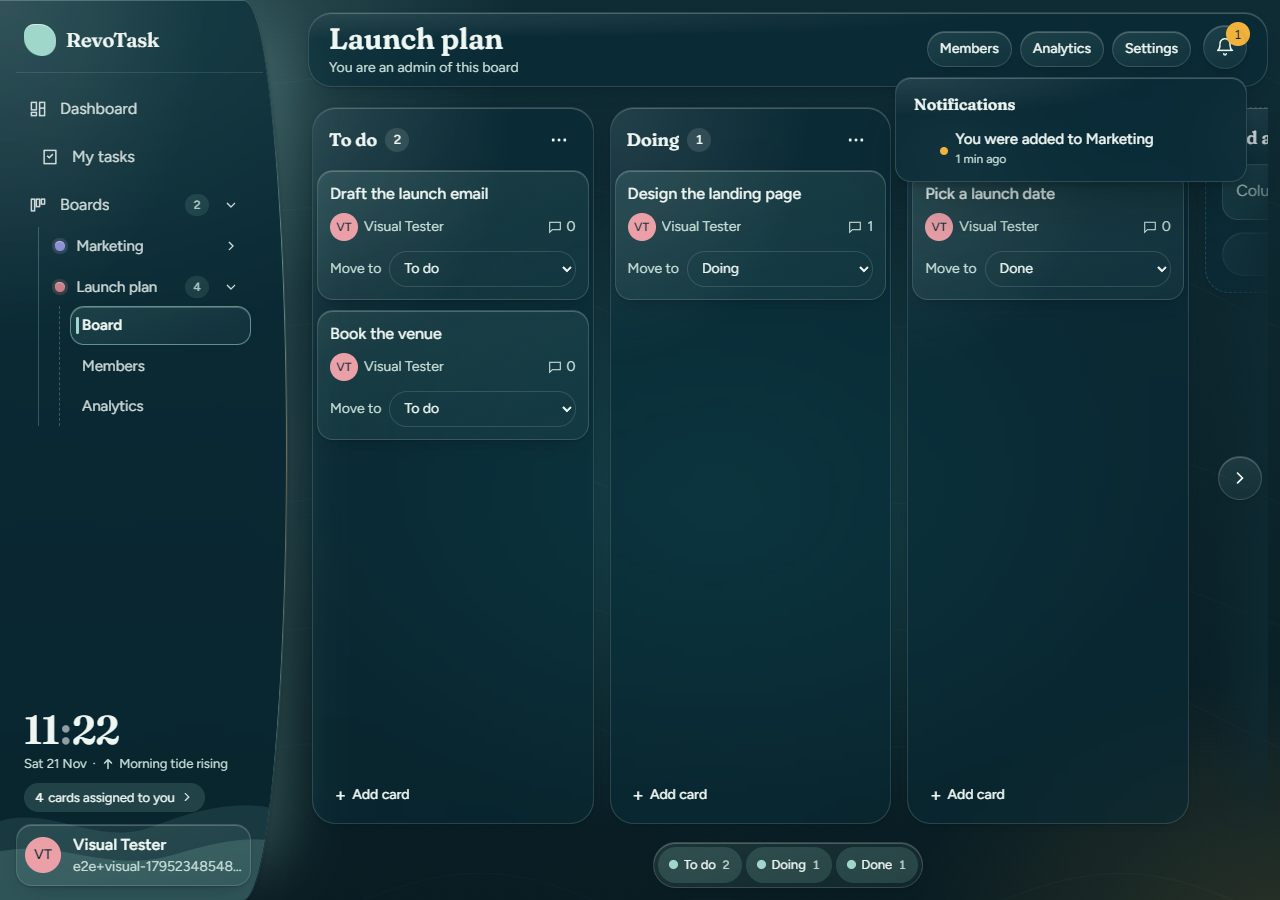 RevoTask
Dashboard
My tasks
Boards 2
Marketing
Launch plan 4
Board
Members
Analytics
11:22
Sat 21 Nov · ↑ Morning tide rising
4 cards assigned to you
VT Visual Tester
e2e+visual-17952348548...
Launch plan
You are an admin of this board
Members Analytics Settings 1
Notifications
You were added to Marketing
1 min ago
To do 2 ...
Draft the launch email
VT Visual Tester 0
Move to To do
Book the venue
VT Visual Tester 0
Move to To do
+ Add card
Doing 1 ...
Design the landing page
VT Visual Tester 1
Move to Doing
+ Add card
Pick a launch date
VT Visual Tester 0
Move to Done
+ Add card
d a
Colu
To do 2 Doing 1 Done 1